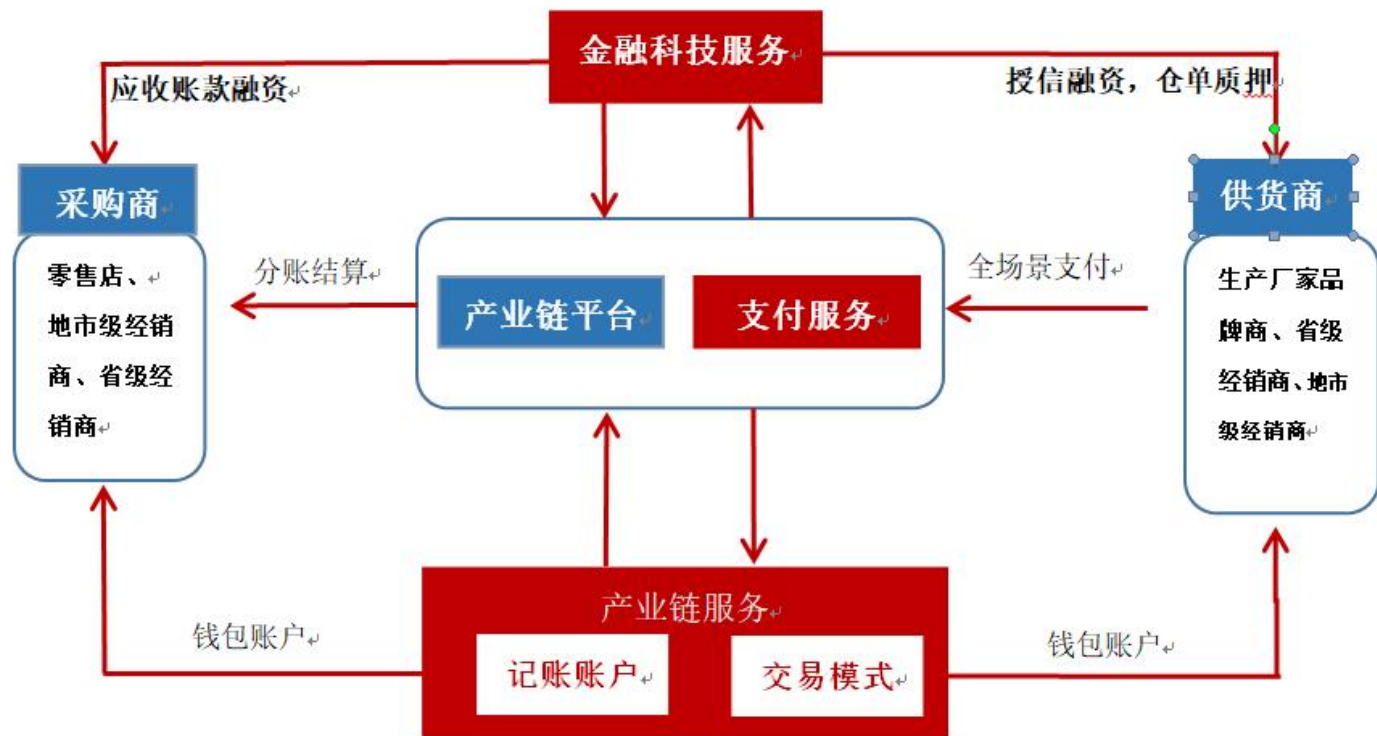 金融科技服务
应收账款融资
授信融资，仓单质押
采购商
供货商
零售店、
地市级经销
商、省级经
销商
分账结算
产业链平台
支付服务
全场景支付
生产厂家品
牌商、省级
经销商、地市
级经销商
产业链服务
钱包账户
记账账户
交易模式
钱包账户